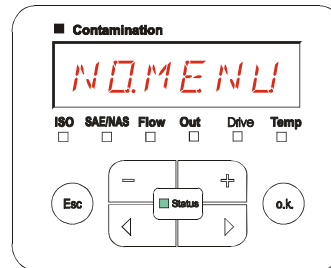 Contamination
NO.MENU
ISO SAE/NAS Flow Out Drive Temp
− +
Esc Status o.k.